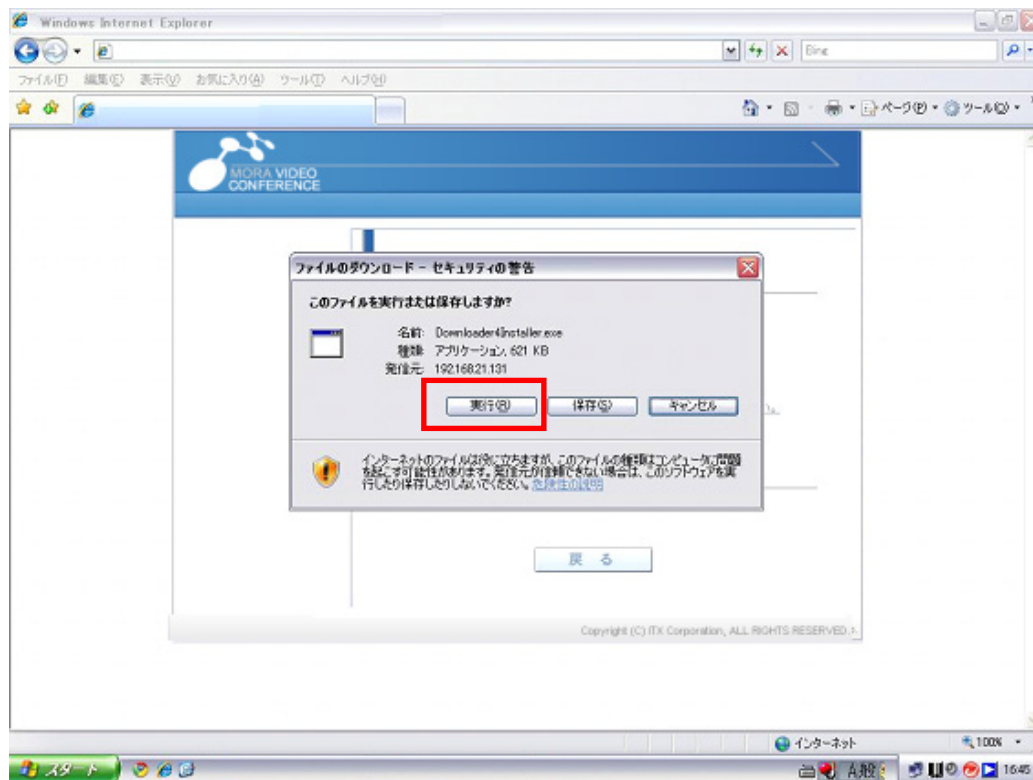 Windows Internet Explorer
Bing
ファイル(F) 編集(E) 表示(V) お気に入り(A) ツール(T) ヘルプ(H)
ページ(P) ツール(O)
MORA VIDEO
CONFERENCE
ファイルのダウンロード - セキュリティの警告
このファイルを実行または保存しますか?
名前: Downloader4Installer.exe
種類: アプリケーション, 621 KB
発信元: 192.168.21.131
実行(R) 保存(S) キャンセル
インターネットのファイルは役に立ちますが、このファイルの種類はコンピュータに問題
を起こす可能性があります。発信元が信頼できない場合は、このソフトウェアを実
行したり保存したりしないでください。危険性の説明
戻 る
Copyright (C) ITX Corporation, ALL RIGHTS RESERVED.
インターネット 100%
スタート A 般 16:45